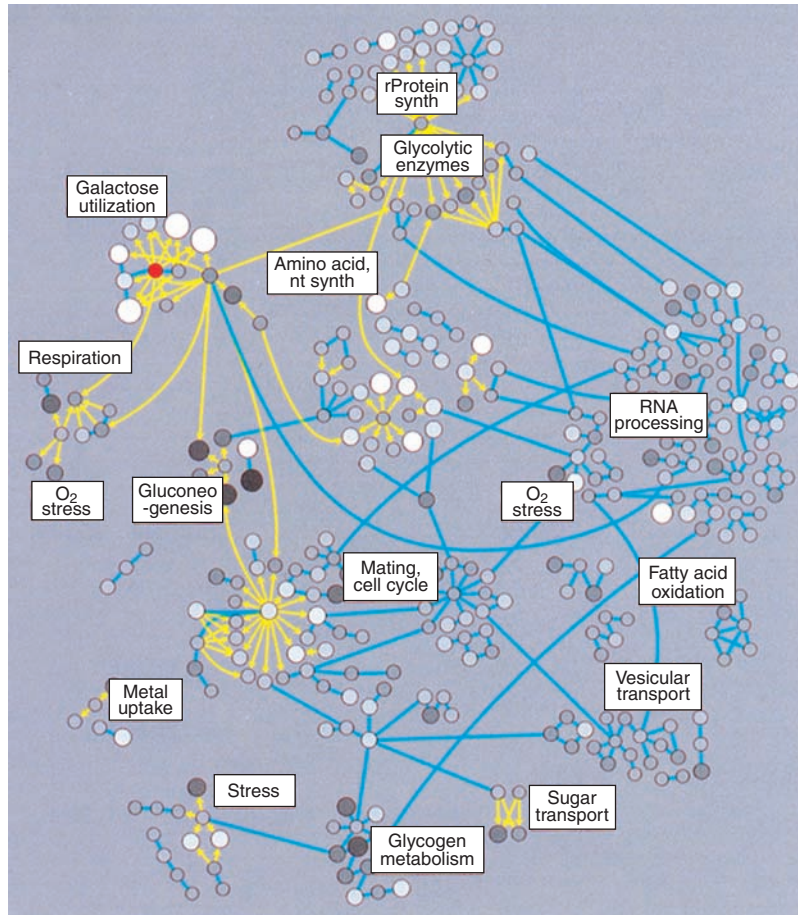 rProtein
synth
Glycolytic
enzymes
Galactose
utilization
Amino acid,
nt synth
Respiration
RNA
processing
O2
stress
Gluconeo
-genesis
O2
stress
Mating,
cell cycle
Fatty acid
oxidation
Metal
uptake
Vesicular
transport
Stress
Sugar
transport
Glycogen
metabolism